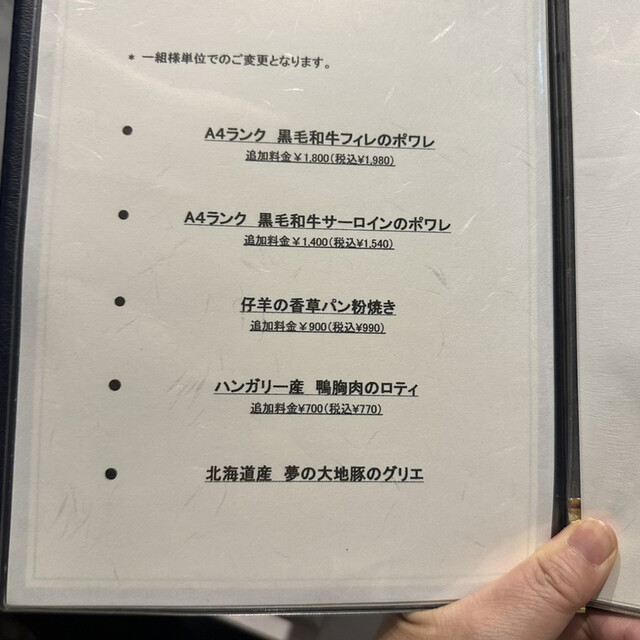 * 一組様単位でのご変更となります。
● A4ランク 黒毛和牛フィレのポワレ
追加料金¥1,800(税込¥1,980)
● A4ランク 黒毛和牛サーロインのポワレ
追加料金¥1,400(税込¥1,540)
● 仔羊の香草パン粉焼き
追加料金¥900(税込¥990)
● ハンガリー産 鴨胸肉のロティ
追加料金¥700(税込¥770)
● 北海道産 夢の大地豚のグリエ